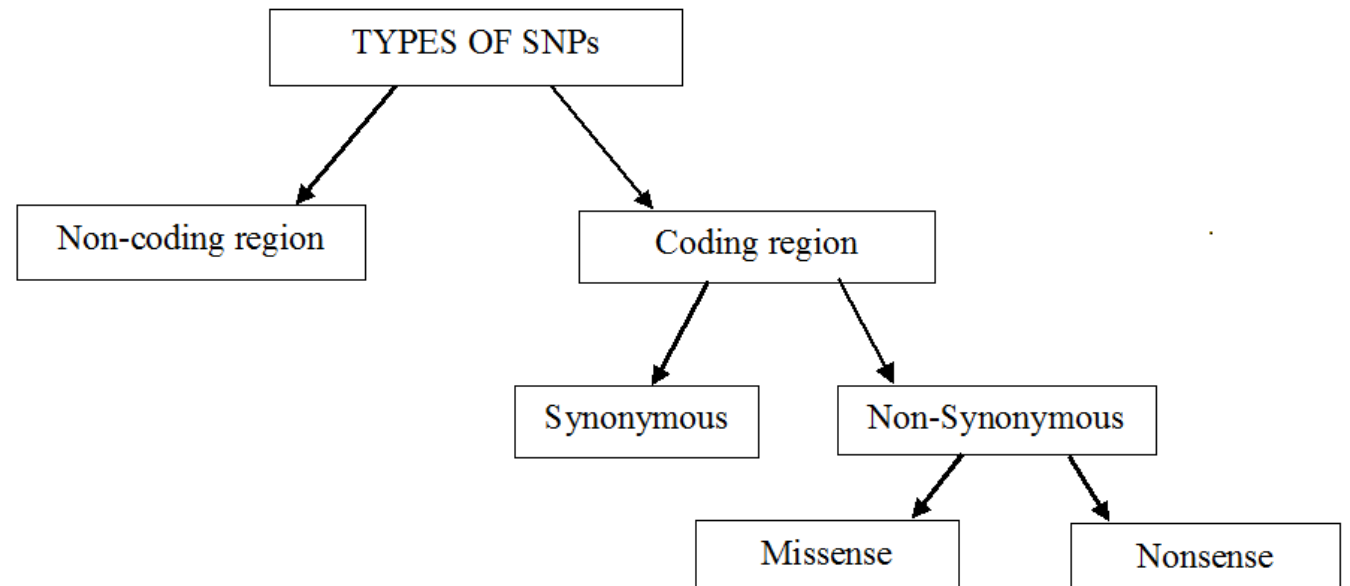 TYPES OF SNPs
Non-coding region
Coding region
Synonymous
Non-Synonymous
Missense
Nonsense